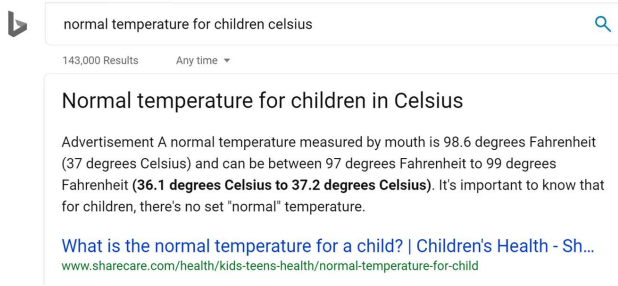 normal temperature for children celsius
143,000 Results Any time
Normal temperature for children in Celsius
Advertisement A normal temperature measured by mouth is 98.6 degrees Fahrenheit
(37 degrees Celsius) and can be between 97 degrees Fahrenheit to 99 degrees
Fahrenheit (36.1 degrees Celsius to 37.2 degrees Celsius). It's important to know that
for children, there's no set "normal" temperature.
What is the normal temperature for a child? | Children's Health - Sh...
www.sharecare.com/health/kids-teens-health/normal-temperature-for-child